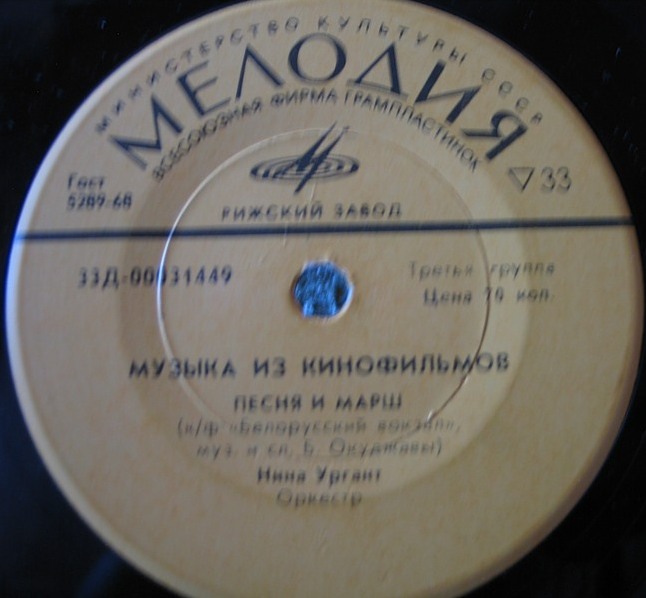 МИНИСТЕРСТВО КУЛЬТУРЫ СССР
МЕЛОДИЯ
ВСЕСОЮЗНАЯ ФИРМА ГРАМПЛАСТИНОК
Гост
5289-68
33
РИЖСКИЙ ЗАВОД
33Д-00031449
Третья группа
Цена 70 коп.
МУЗЫКА ИЗ КИНОФИЛЬМОВ
ПЕСНЯ И МАРШ
(к/ф «Белорусский вокзал»,
муз. и сл. Б. Окуджавы)
Нина Ургант
Оркестр